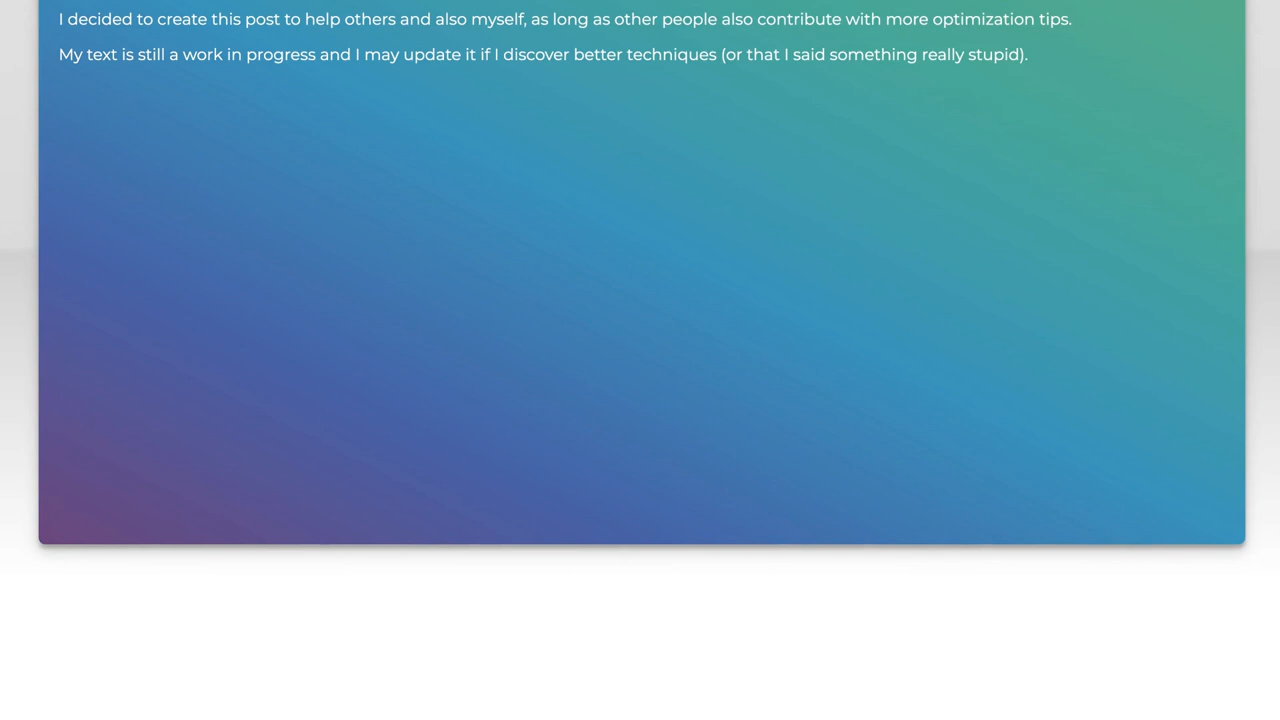 I decided to create this post to help others and also myself, as long as other people also contribute with more optimization tips.
My text is still a work in progress and I may update it if I discover better techniques (or that I said something really stupid).